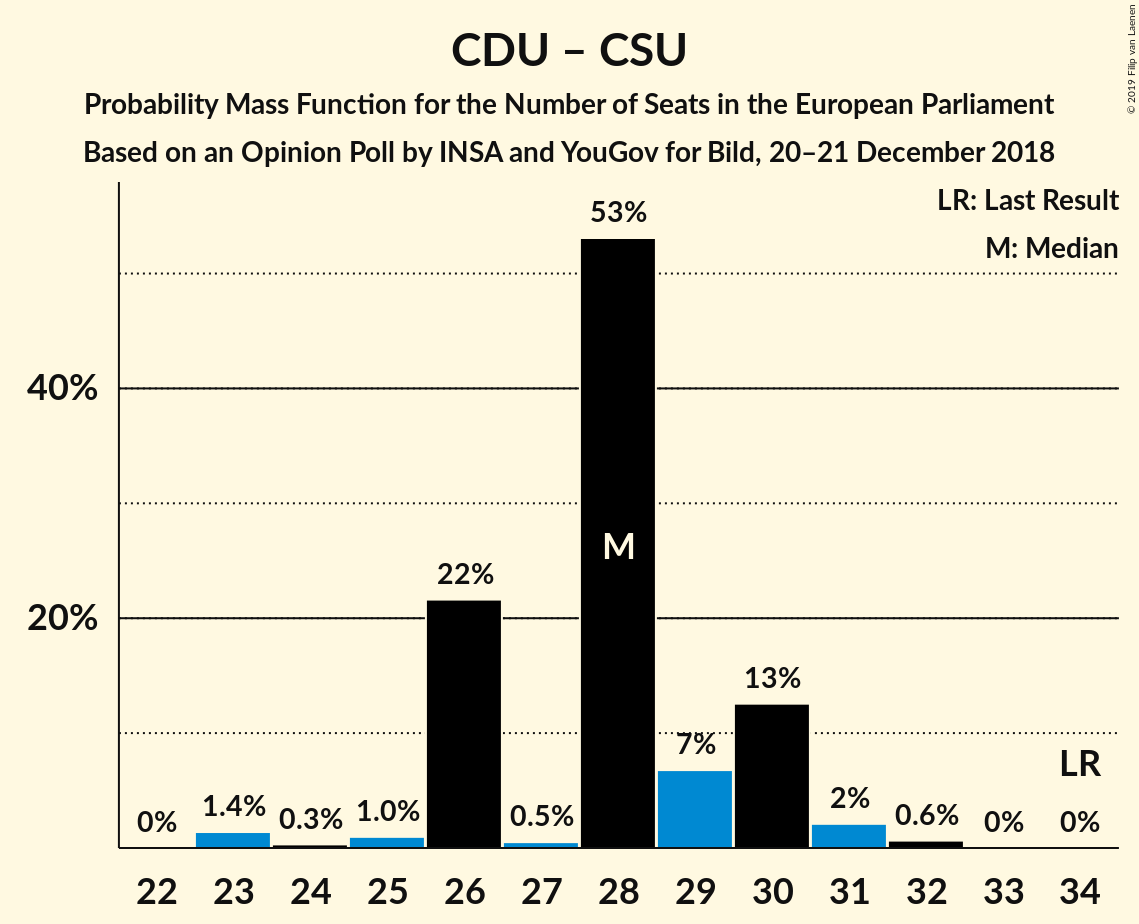 CDU – CSU
Probability Mass Function for the Number of Seats in the European Parliament
Based on an Opinion Poll by INSA and YouGov for Bild, 20–21 December 2018
© 2019 Filip van Laenen
LR: Last Result
M: Median
53%
40%
M
22%
20%
13%
7%
LR
0%
1.4%
0.3%
1.0%
0.5%
2%
0.6%
0%
0%
22 23 24 25 26 27 28 29 30 31 32 33 34